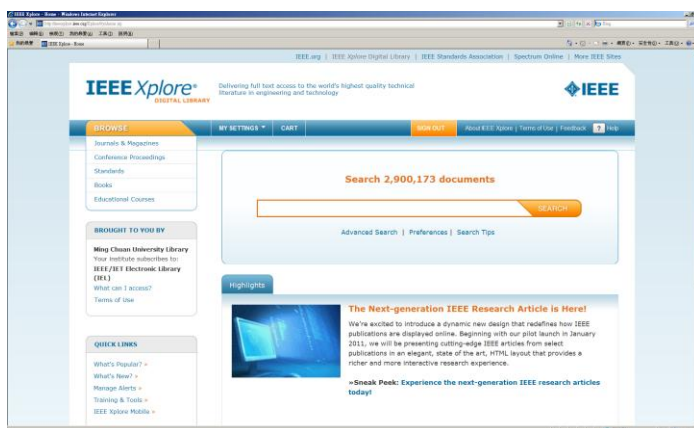 IEEE Xplore - Home - Windows Internet Explorer
IEEE Xplore - Home
IEEE.org | IEEE Xplore Digital Library | IEEE Standards Association | Spectrum Online | More IEEE Sites
IEEE Xplore®
DIGITAL LIBRARY
Delivering full text access to the world's highest quality technical
literature in engineering and technology
IEEE
BROWSE
MY SETTINGS
CART
SIGN OUT
About IEEE Xplore | Terms of Use | Feedback ? Help
Journals & Magazines
Conference Proceedings
Standards
Books
Educational Courses
Search 2,900,173 documents
SEARCH
Advanced Search | Preferences | Search Tips
BROUGHT TO YOU BY
Ming Chuan University Library
Your institute subscribes to:
IEEE/IET Electronic Library
(IEL)
What can I access?
Terms of Use
Highlights
The Next-generation IEEE Research Article is Here!
We're excited to introduce a dynamic new design that redefines how IEEE
publications are displayed online. Beginning with our pilot launch in January
2011, we will be presenting cutting-edge IEEE articles from select
publications in an elegant, state of the art, HTML layout that provides a
richer and more interactive research experience.
»Sneak Peek: Experience the next-generation IEEE research articles
today!
QUICK LINKS
What's Popular? »
What's New? »
Manage Alerts »
Training & Tools »
IEEE Xplore Mobile »